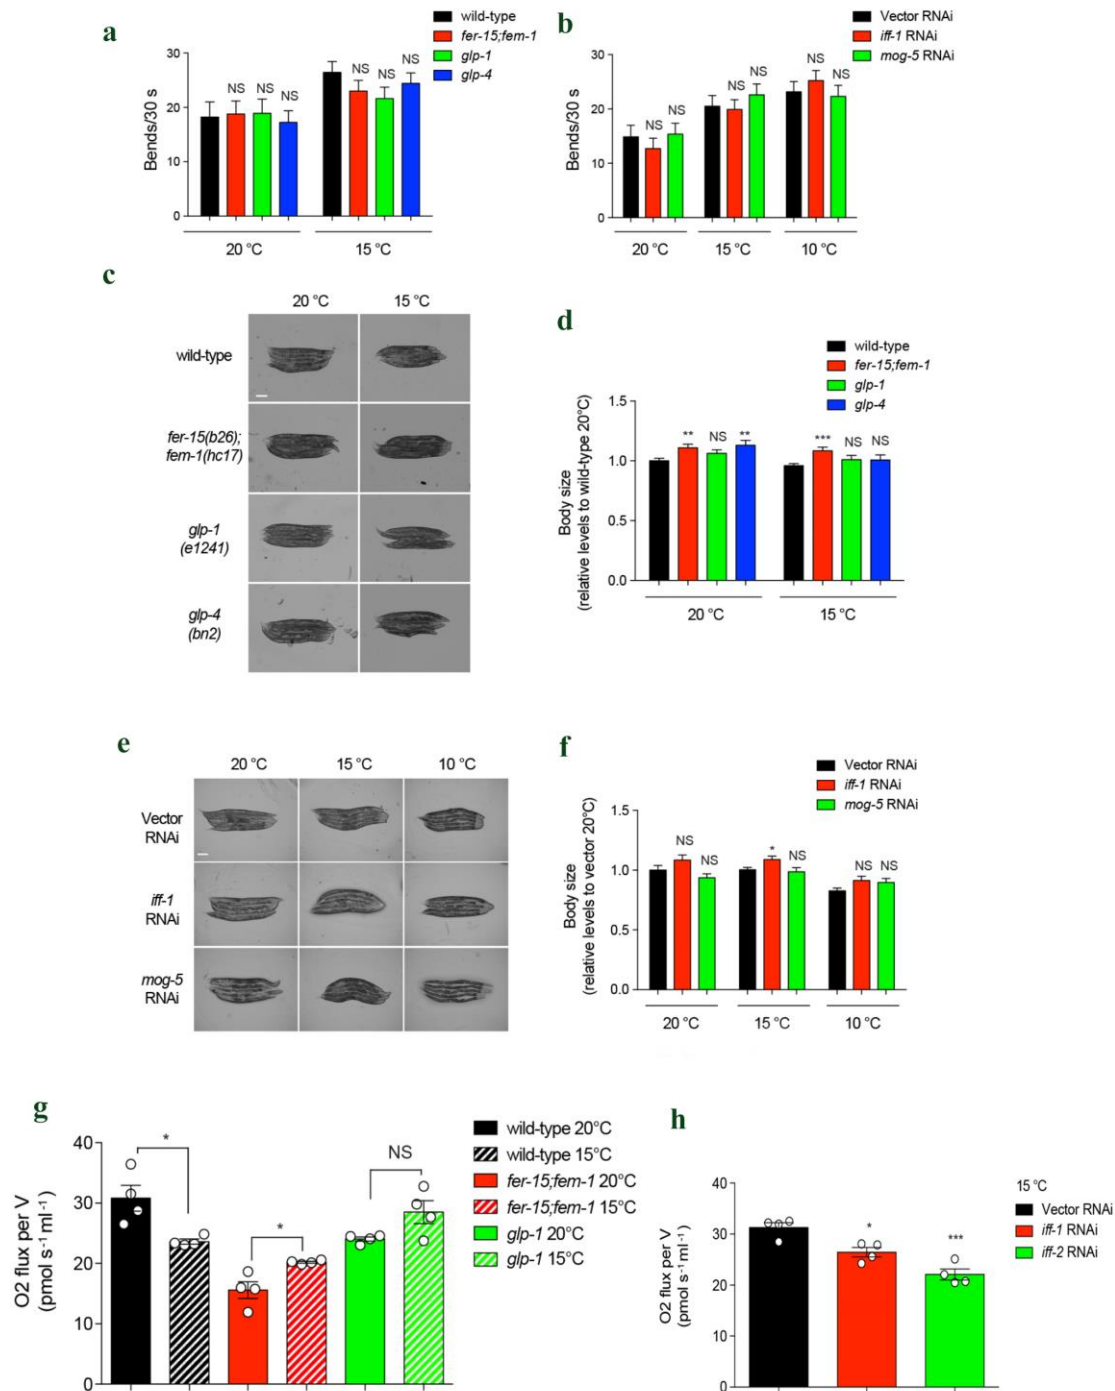 a
wild-type
fer-15;fem-1
glp-1
glp-4
Bends/30 s
30
20
10
0
NS NS NS
NS NS NS
20 °C 15 °C
b
Vector RNAi
iff-1 RNAi
mog-5 RNAi
Bends/30 s
30
20
10
0
NS NS
NS NS
NS NS
20 °C 15 °C 10 °C
c
20 °C 15 °C
wild-type
fer-15(b26);
fem-1(hc17)
glp-1
(e1241)
glp-4
(bn2)
d
wild-type
fer-15;fem-1
glp-1
glp-4
Body size
(relative levels to wild-type 20°C)
1.5
1.0
0.5
0.0
** NS **
*** NS NS
20 °C 15 °C
e
20 °C 15 °C 10 °C
Vector
RNAi
iff-1
RNAi
mog-5
RNAi
f
Vector RNAi
iff-1 RNAi
mog-5 RNAi
Body size
(relative levels to vector 20°C)
1.5
1.0
0.5
0.0
NS NS
* NS
NS NS
20 °C 15 °C 10 °C
g
wild-type 20°C
wild-type 15°C
fer-15;fem-1 20°C
fer-15;fem-1 15°C
glp-1 20°C
glp-1 15°C
O2 flux per V
(pmol s⁻¹ ml⁻¹)
40
30
20
10
0
* * NS
h
15 °C
Vector RNAi
iff-1 RNAi
iff-2 RNAi
O2 flux per V
(pmol s⁻¹ ml⁻¹)
40
30
20
10
0
* ***